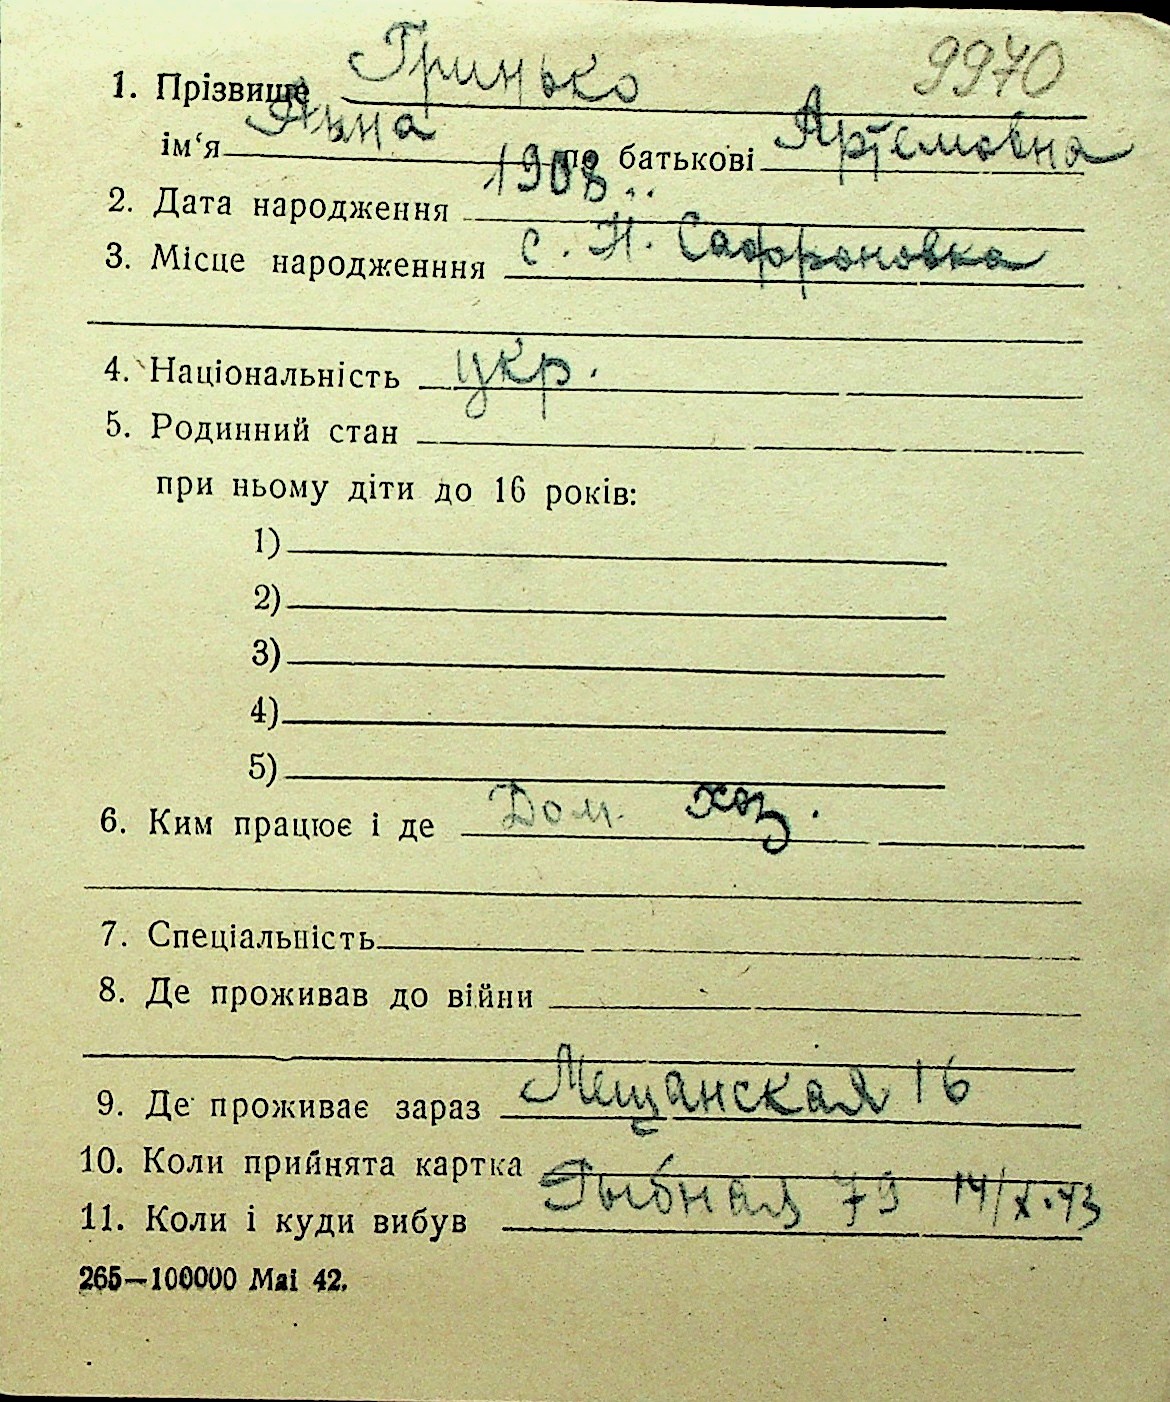 9970
1. Прізвище Гринько
ім‘я Анна по батькові Артемовна
2. Дата народження 1908
3. Місце народженння с. Н. Сафроновка
4. Національність укр.
5. Родинний стан
при ньому діти до 16 років:
1)
2)
3)
4)
5)
6. Ким працює і де Дом. хоз.
7. Спеціальність
8. Де проживав до війни
9. Де проживає зараз Мещанская 16
10. Коли прийнята картка
11. Коли і куди вибув Рыбная 79 14/X-43
265—100000 Mai 42.